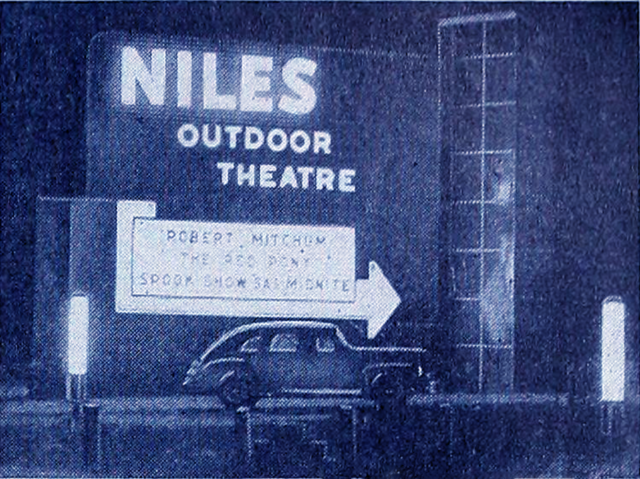 NILES
OUTDOOR
THEATRE
ROBERT MITCHUM
THE RED PONY
SPOOK SHOW SAT MIDNITE